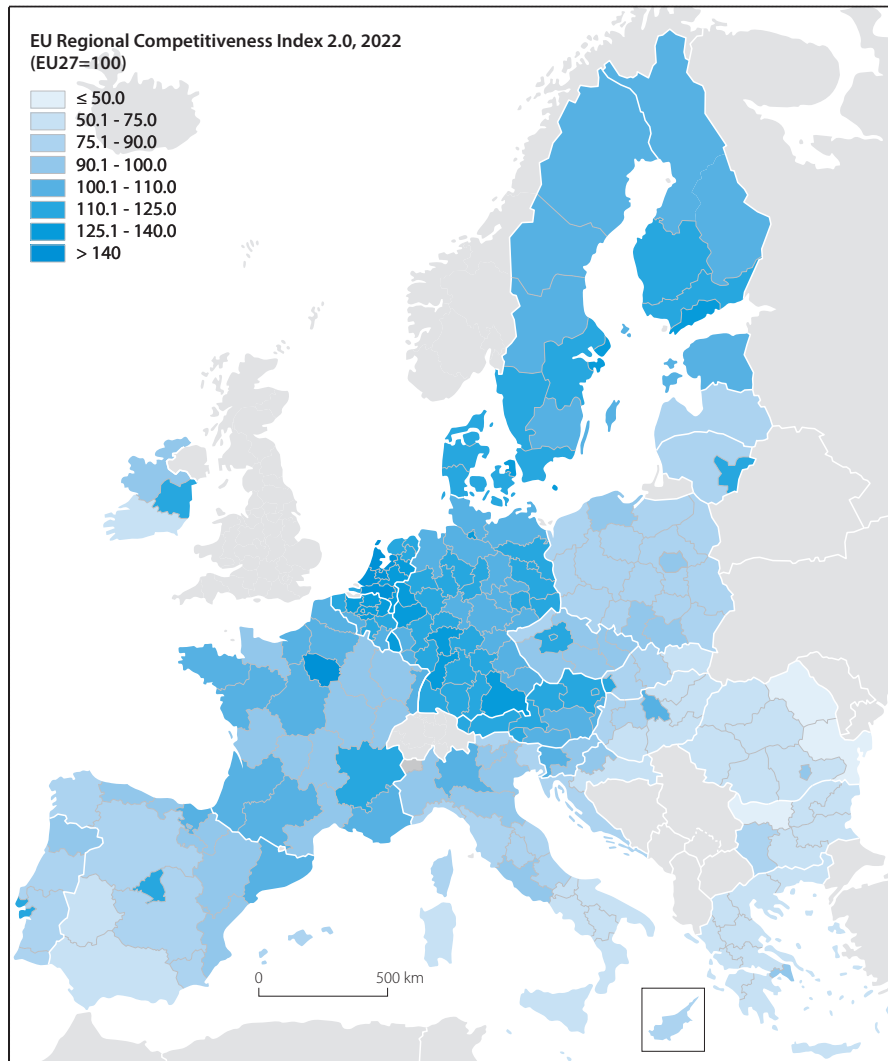 EU Regional Competitiveness Index 2.0, 2022
(EU27=100)
≤ 50.0
50.1 - 75.0
75.1 - 90.0
90.1 - 100.0
100.1 - 110.0
110.1 - 125.0
125.1 - 140.0
> 140
0 500 km